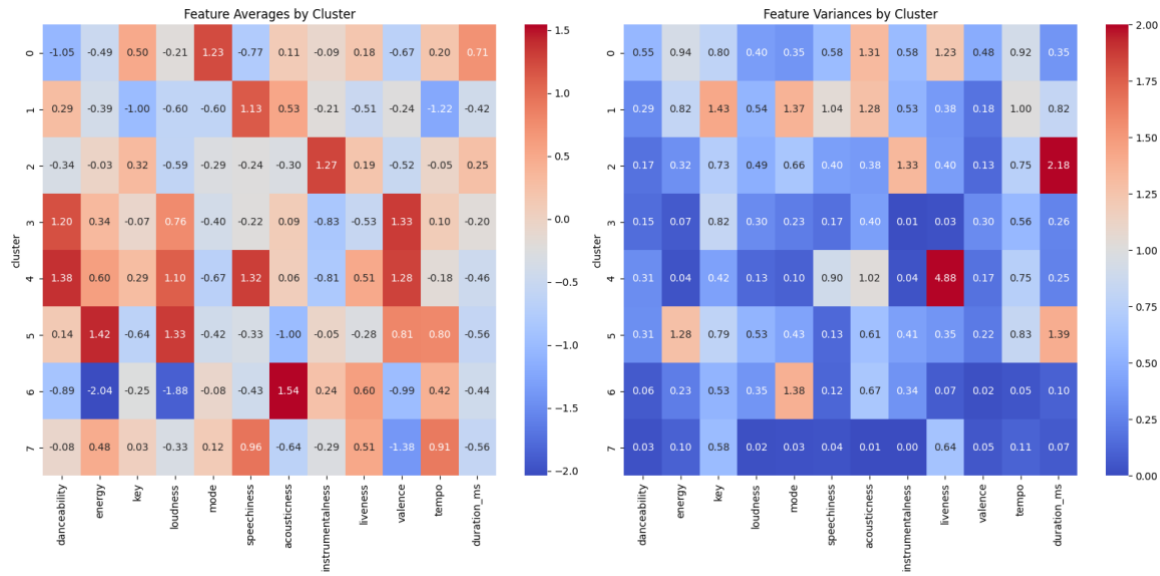 Feature Averages by Cluster
0 -1.05 -0.49 0.50 -0.21 1.23 -0.77 0.11 -0.09 0.18 -0.67 0.20 0.71
1 0.29 -0.39 -1.00 -0.60 -0.60 1.13 0.53 -0.21 -0.51 -0.24 -1.22 -0.42
2 -0.34 -0.03 0.32 -0.59 -0.29 -0.24 -0.30 1.27 0.19 -0.52 -0.05 0.25
3 1.20 0.34 -0.07 0.76 -0.40 -0.22 0.09 -0.83 -0.53 1.33 0.10 -0.20
4 1.38 0.60 0.29 1.10 -0.67 1.32 0.06 -0.81 0.51 1.28 -0.18 -0.46
5 0.14 1.42 -0.64 1.33 -0.42 -0.33 -1.00 -0.05 -0.28 0.81 0.80 -0.56
6 -0.89 -2.04 -0.25 -1.88 -0.08 -0.43 1.54 0.24 0.60 -0.99 0.42 -0.44
7 -0.08 0.48 0.03 -0.33 0.12 0.96 -0.64 -0.29 0.51 -1.38 0.91 -0.56
cluster
danceability energy key loudness mode speechiness acousticness instrumentalness liveness valence tempo duration_ms
1.5
1.0
0.5
0.0
-0.5
-1.0
-1.5
-2.0
Feature Variances by Cluster
0 0.55 0.94 0.80 0.40 0.35 0.58 1.31 0.58 1.23 0.48 0.92 0.35
1 0.29 0.82 1.43 0.54 1.37 1.04 1.28 0.53 0.38 0.18 1.00 0.82
2 0.17 0.32 0.73 0.49 0.66 0.40 0.38 1.33 0.40 0.13 0.75 2.18
3 0.15 0.07 0.82 0.30 0.23 0.17 0.40 0.01 0.03 0.30 0.56 0.26
4 0.31 0.04 0.42 0.13 0.10 0.90 1.02 0.04 4.88 0.17 0.75 0.25
5 0.31 1.28 0.79 0.53 0.43 0.13 0.61 0.41 0.35 0.22 0.83 1.39
6 0.06 0.23 0.53 0.35 1.38 0.12 0.67 0.34 0.07 0.02 0.05 0.10
7 0.03 0.10 0.58 0.02 0.03 0.04 0.01 0.00 0.64 0.05 0.11 0.07
cluster
danceability energy key loudness mode speechiness acousticness instrumentalness liveness valence tempo duration_ms
2.00
1.75
1.50
1.25
1.00
0.75
0.50
0.25
0.00